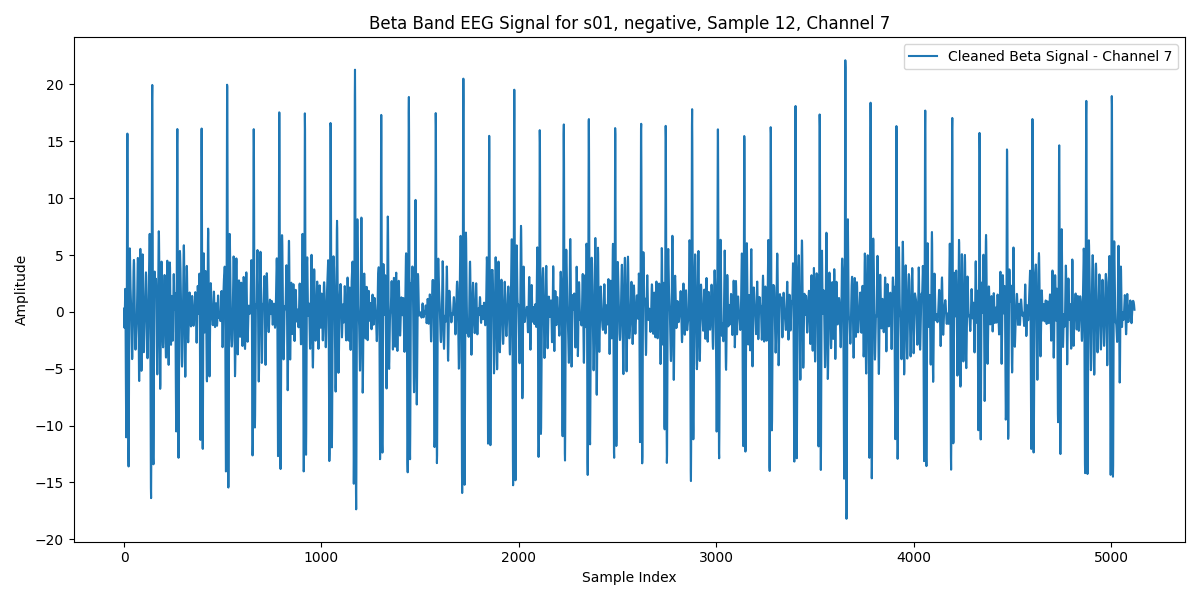 Beta Band EEG Signal for s01, negative, Sample 12, Channel 7
Cleaned Beta Signal - Channel 7
Amplitude
20
15
10
5
0
−5
−10
−15
−20
0 1000 2000 3000 4000 5000
Sample Index